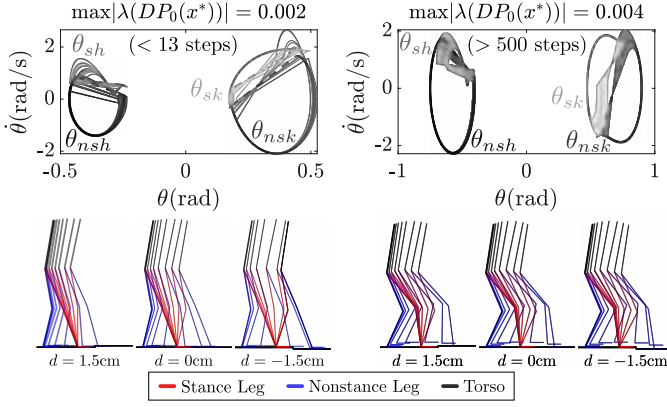 max|λ(DP₀(x*))| = 0.002
max|λ(DP₀(x*))| = 0.004
θ̇(rad/s)
2
0
-2
θsh
(< 13 steps)
θsk
θnsh
θnsk
-0.5
0
0.5
θ(rad)
θ̇(rad/s)
2
0
-2
θsh
(> 500 steps)
θsk
θnsh
θnsk
-1
0
1
θ(rad)
d = 1.5cm
d = 0cm
d = −1.5cm
d = 1.5cm
d = 0cm
d = −1.5cm
Stance Leg
Nonstance Leg
Torso